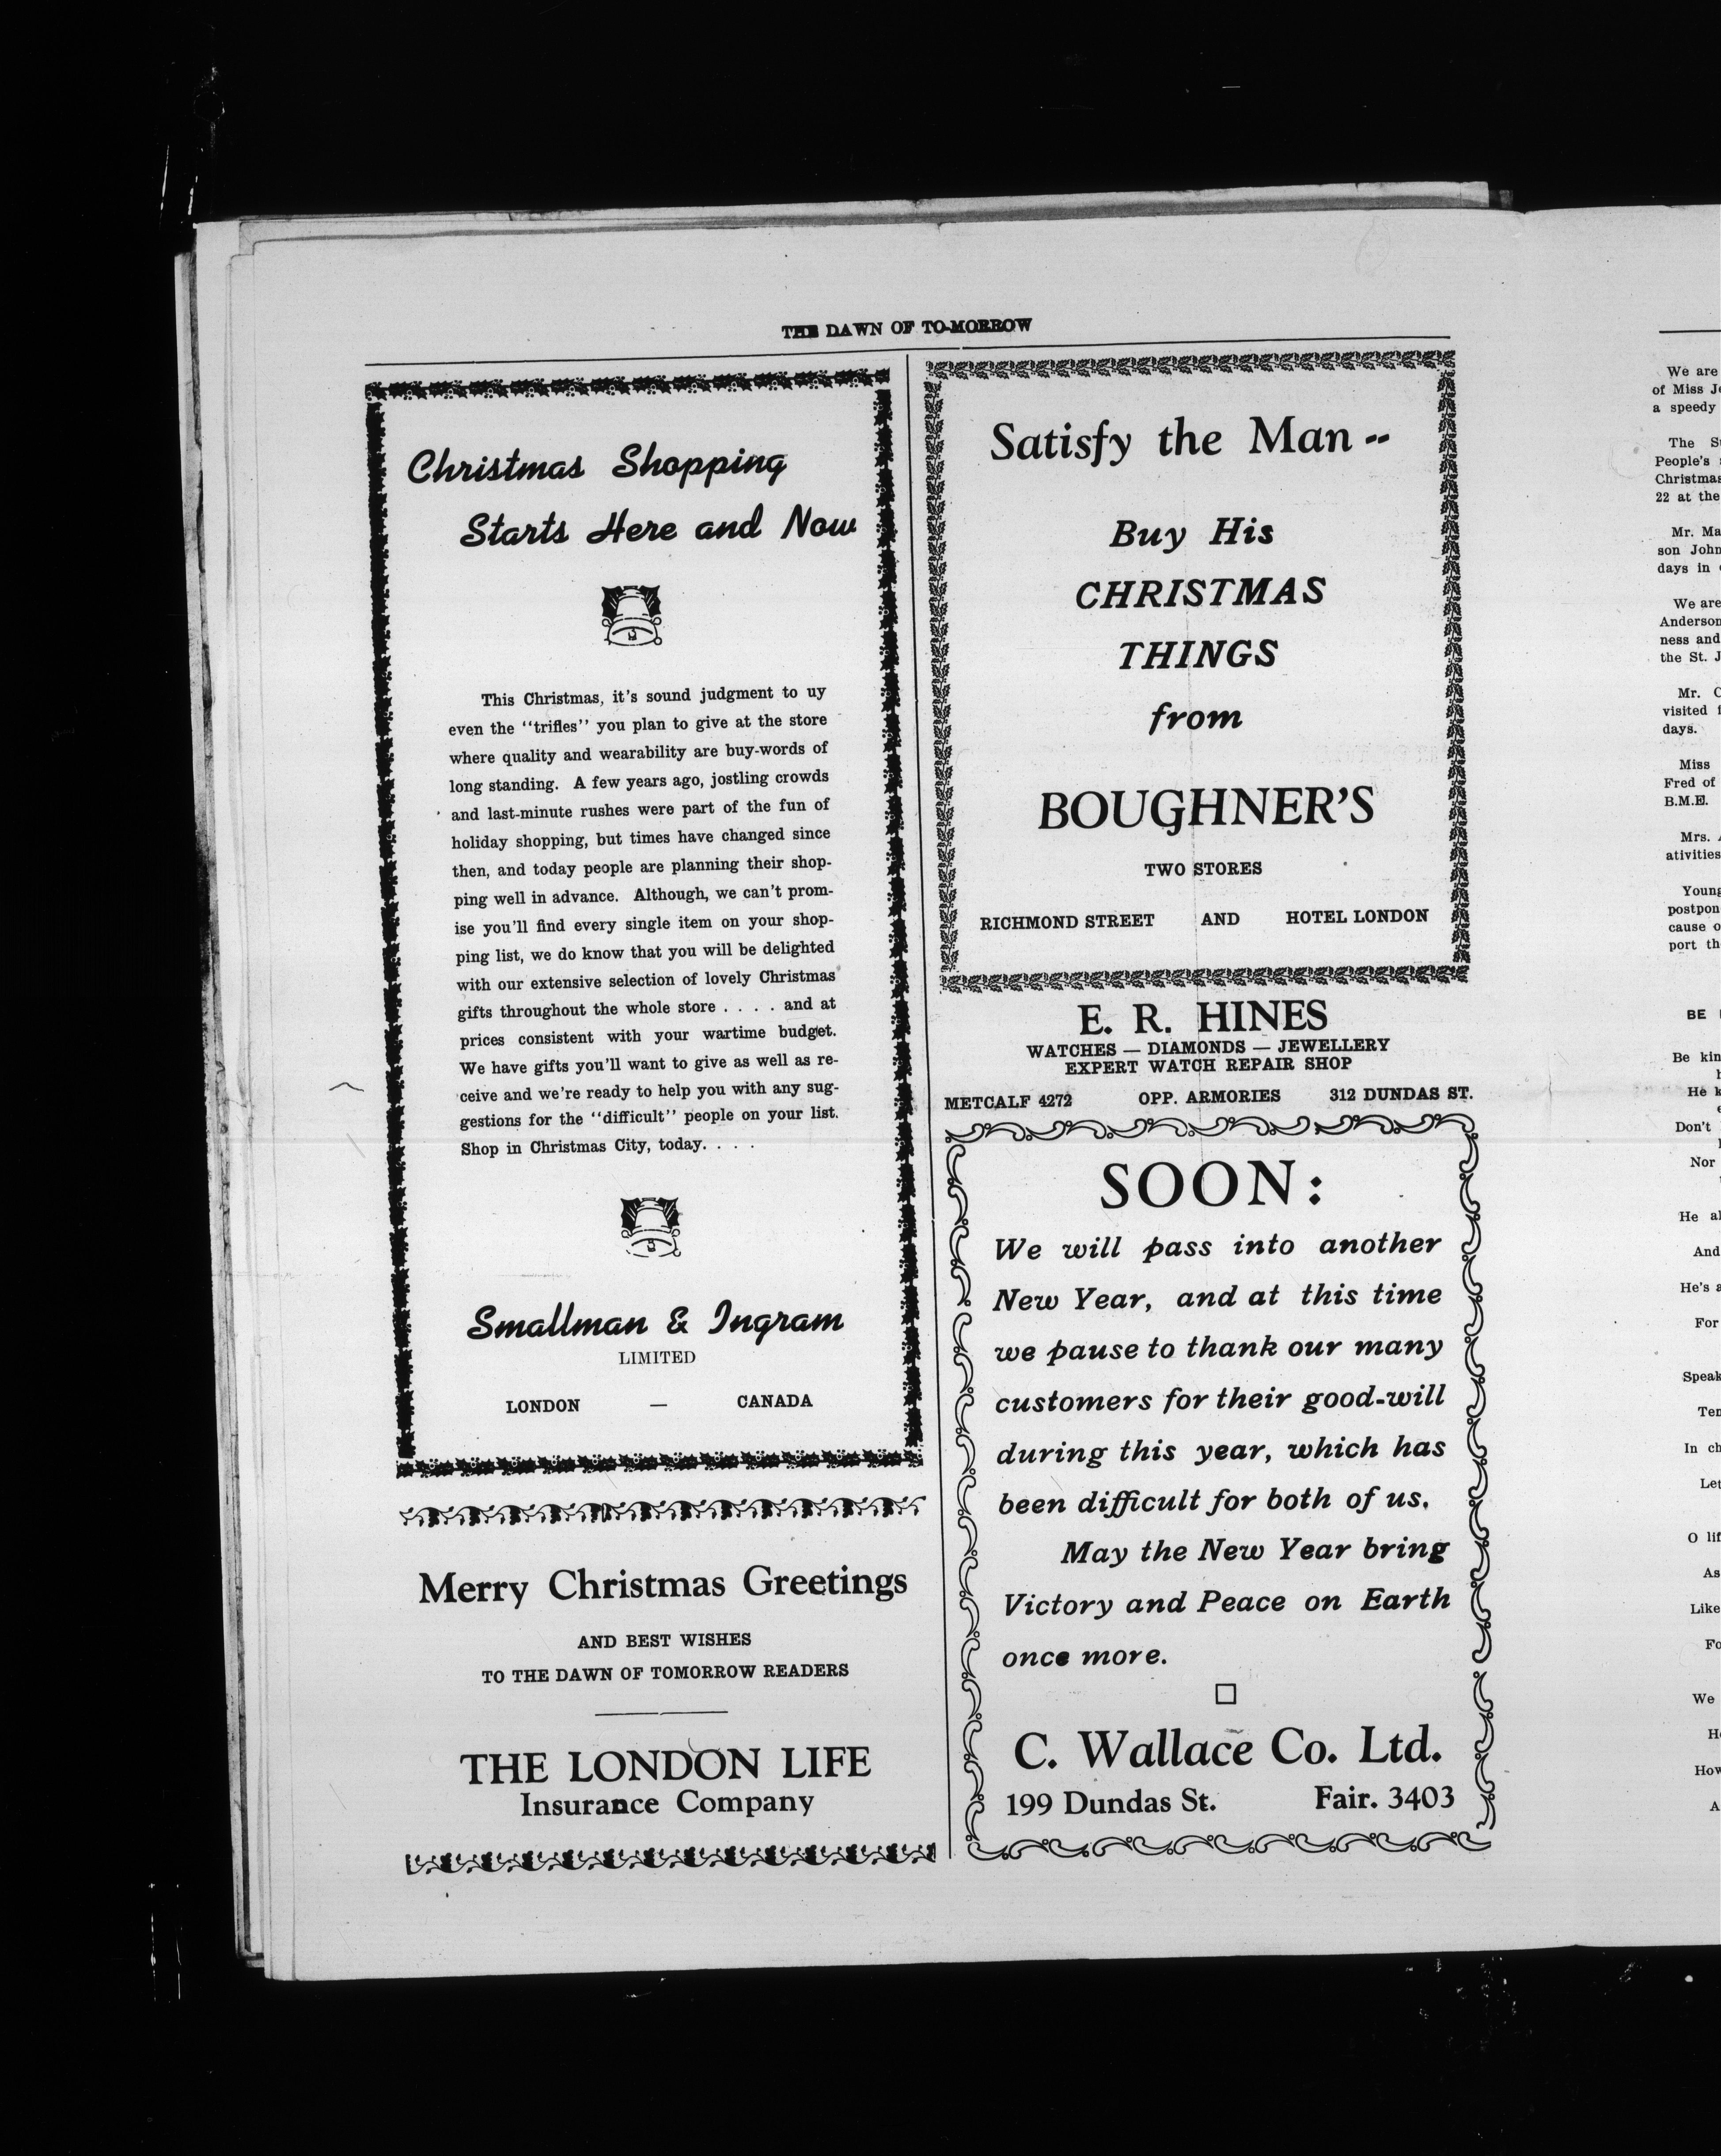 THE DAWN OF TO-MORROW
Christmas Shopping
Starts Here and Now
This Christmas, it's sound judgment to uy
even the "trifles" you plan to give at the store
where quality and wearability are buy-words of
long standing. A few years ago, jostling crowds
and last-minute rushes were part of the fun of
holiday shopping, but times have changed since
then, and today people are planning their shop-
ping well in advance. Although, we can't prom-
ise you'll find every single item on your shop-
ping list, we do know that you will be delighted
with our extensive selection of lovely Christmas
gifts throughout the whole store . . . . and at
prices consistent with your wartime budget.
We have gifts you'll want to give as well as re-
ceive and we're ready to help you with any sug-
gestions for the "difficult" people on your list.
Shop in Christmas City, today. . . .
Smallman & Ingram
LIMITED
LONDON — CANADA
Merry Christmas Greetings
AND BEST WISHES
TO THE DAWN OF TOMORROW READERS
THE LONDON LIFE
Insurance Company
Satisfy the Man --
Buy His
CHRISTMAS
THINGS
from
BOUGHNER'S
TWO STORES
RICHMOND STREET AND HOTEL LONDON
E. R. HINES
WATCHES — DIAMONDS — JEWELLERY
EXPERT WATCH REPAIR SHOP
METCALF 4272 OPP. ARMORIES 312 DUNDAS ST.
SOON:
We will pass into another
New Year, and at this time
we pause to thank our many
customers for their good-will
during this year, which has
been difficult for both of us.
May the New Year bring
Victory and Peace on Earth
once more.
C. Wallace Co. Ltd.
199 Dundas St. Fair. 3403
We are
of Miss
a speedy
The
People's
Christmas
22 at the
Mr.
son John
days in
We are
Anderson
ness and
the St.
Mr.
visited
days.
Miss
Fred of
B.M.E.
Mrs.
ativities
Young
postpon
cause
port
BE
Be
He
Don't
Nor
He
And
He's
For
Speak
In
Let
O
As
Like
We
How
A